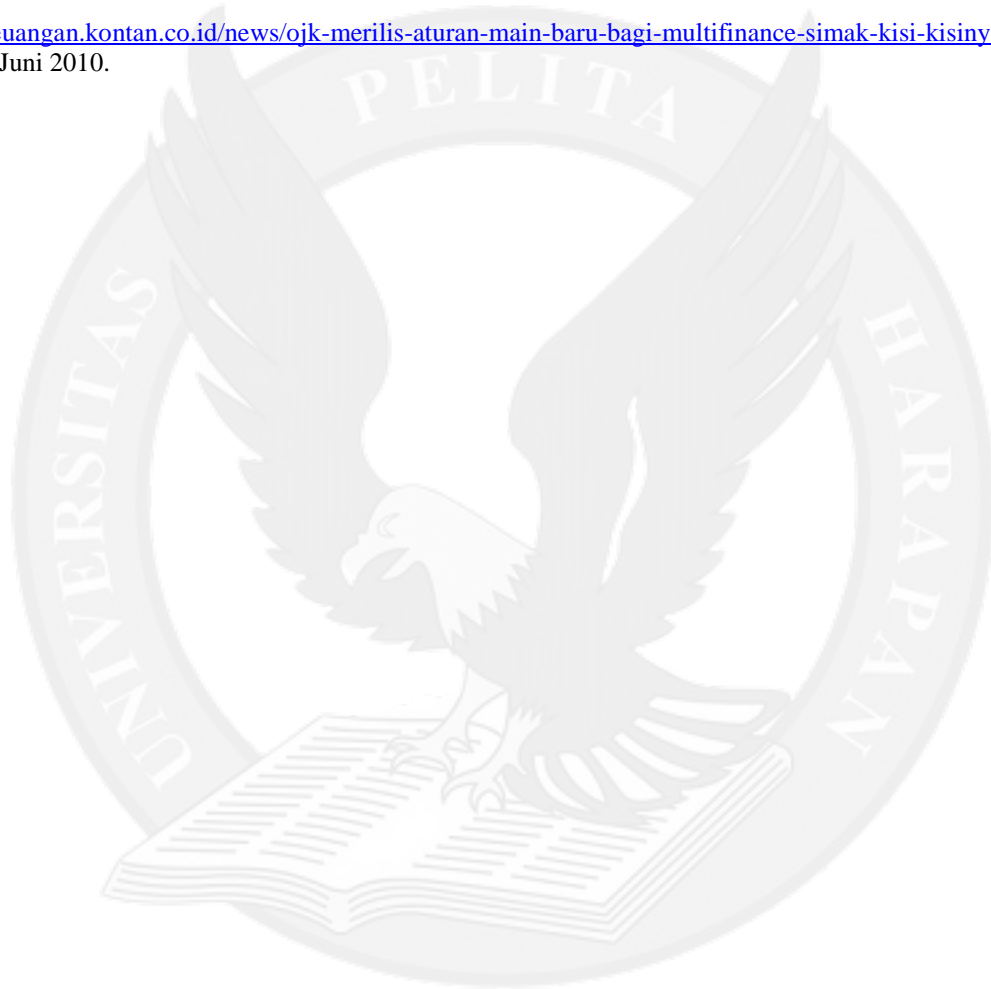 uangan.kontan.co.id/news/ojk-merilis-aturan-main-baru-bagi-multifinance-simak-kisi-kisiny
Juni 2010.
UNIVERSITAS PELITA HARAPAN